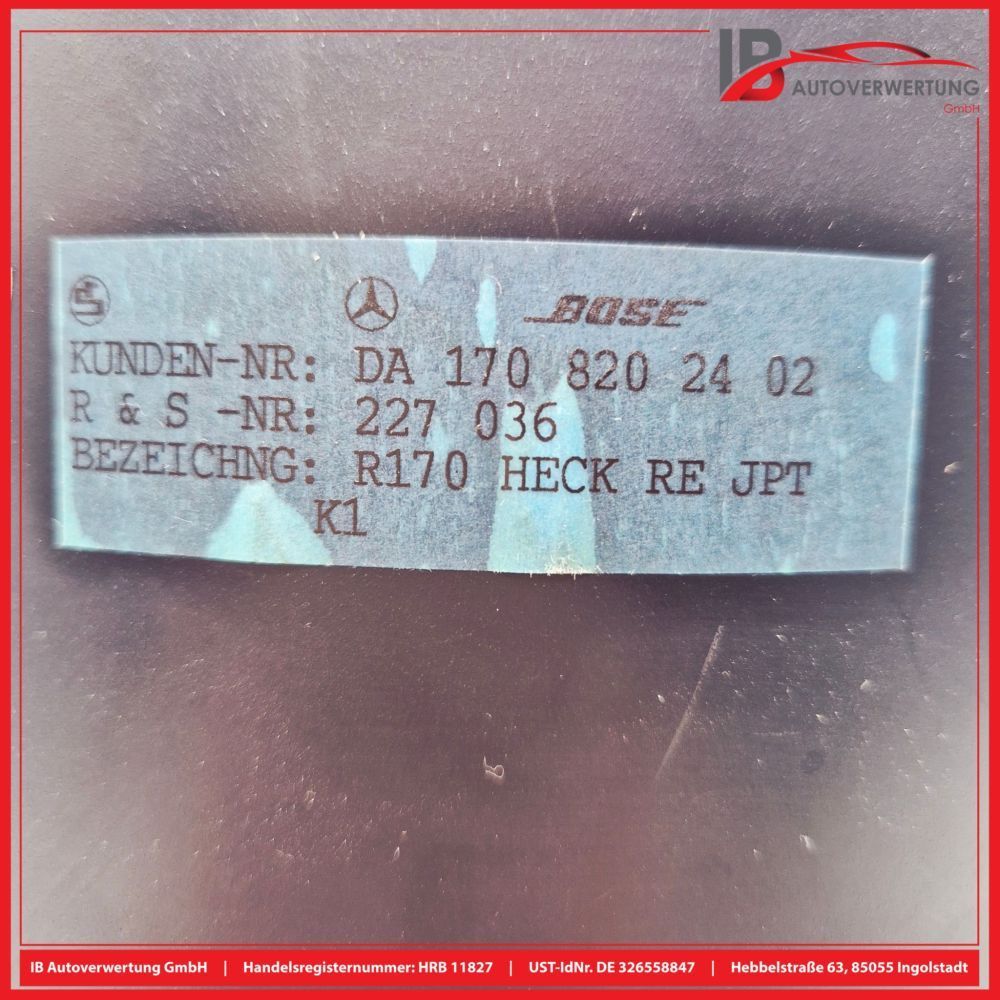 IB
AUTOVERWERTUNG
GmbH
BOSE
KUNDEN-NR: DA 170 820 24 02
R & S -NR: 227 036
BEZEICHNG: R170 HECK RE JPT
K1
IB Autoverwertung GmbH | Handelsregisternummer: HRB 11827 | UST-IdNr. DE 326558847 | Hebbelstraße 63, 85055 Ingolstadt